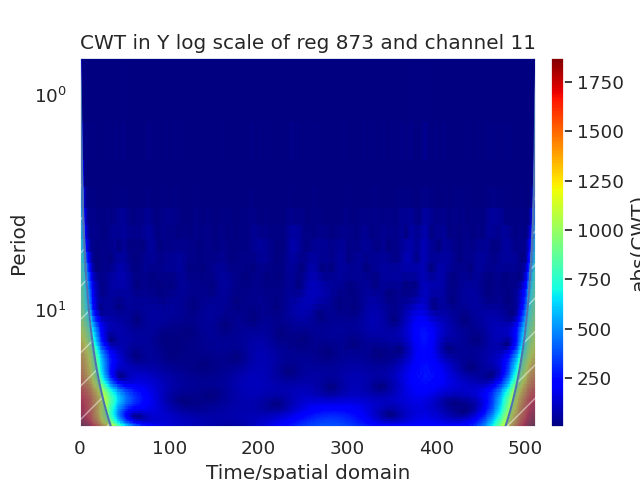 CWT in Y log scale of reg 873 and channel 11
10⁰
10¹
Period
0 100 200 300 400 500
Time/spatial domain
1750
1500
1250
1000
750
500
250
abs(CWT)